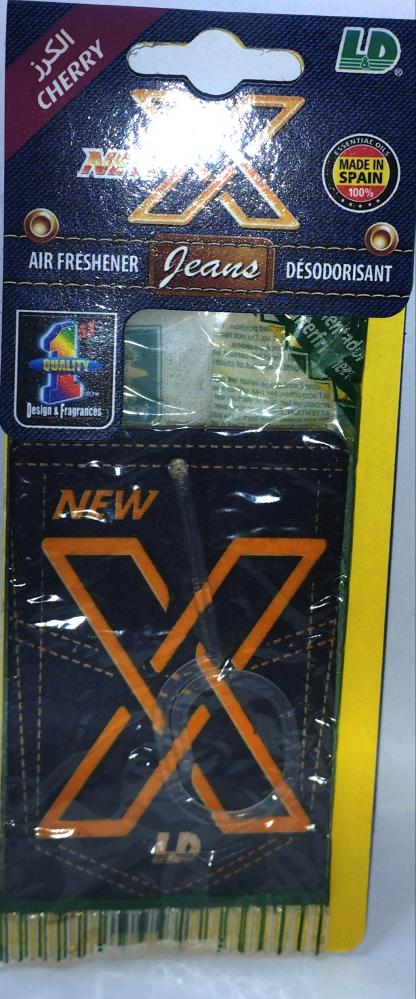 الكرز
CHERRY
L&D
NEW X
ESSENTIAL OILS
MADE IN
SPAIN
100%
AIR FRESHENER Jeans DÉSODORISANT
1st
QUALITY
Design & Fragrances
NEW
X
LD